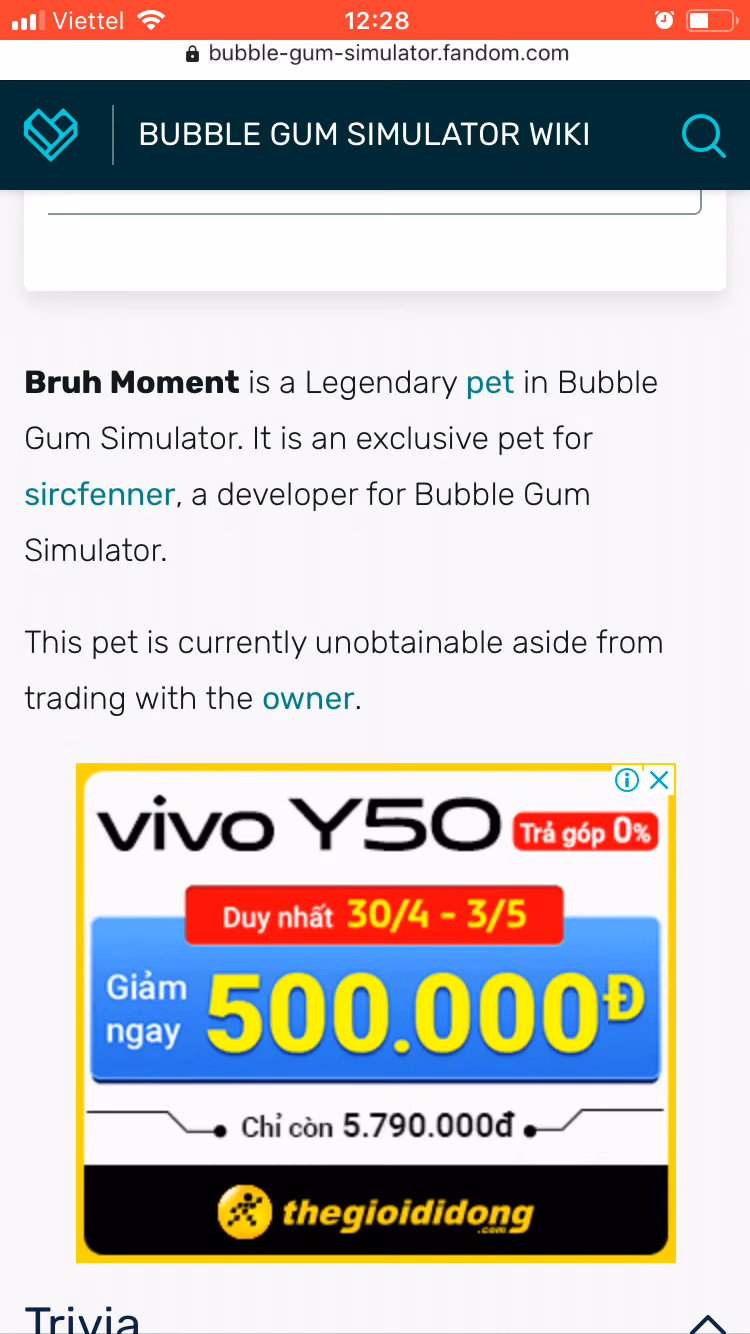 Viettel 12:28
bubble-gum-simulator.fandom.com
BUBBLE GUM SIMULATOR WIKI
Bruh Moment is a Legendary pet in Bubble
Gum Simulator. It is an exclusive pet for
sircfenner, a developer for Bubble Gum
Simulator.
This pet is currently unobtainable aside from
trading with the owner.
vivo Y50 Trả góp 0%
Duy nhất 30/4 - 3/5
Giảm
ngay 500.000Đ
Chỉ còn 5.790.000đ
thegioididong
.com
Trivia